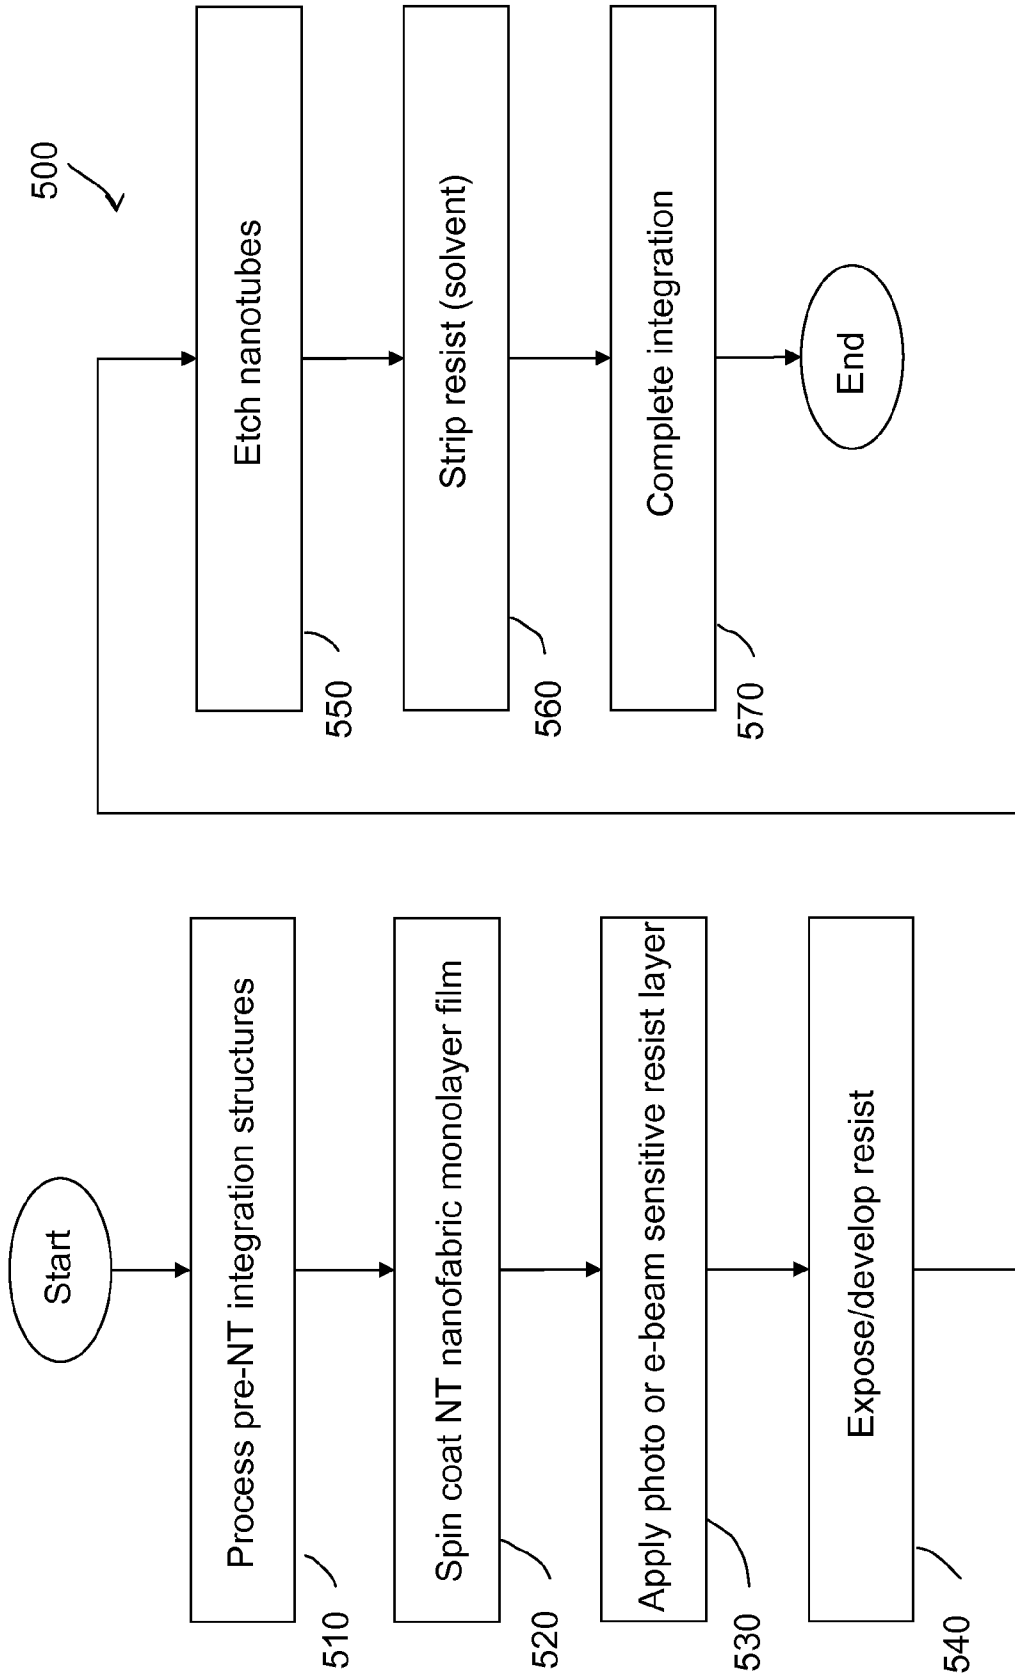 500
Start
Process pre-NT integration structures
510
Spin coat NT nanofabric monolayer film
520
Apply photo or e-beam sensitive resist layer
530
Expose/develop resist
540
Etch nanotubes
550
Strip resist (solvent)
560
Complete integration
570
End